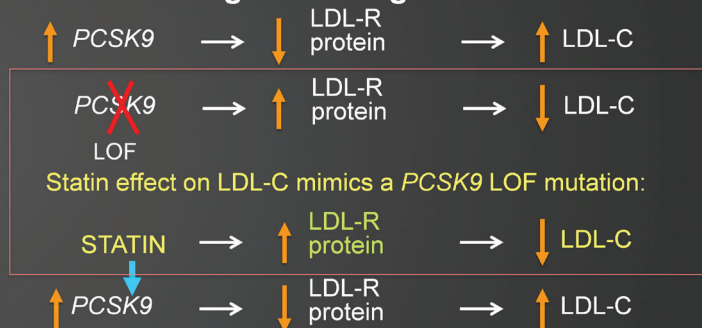 PCSK9 → LDL-R protein → LDL-C
PCSK9 → LDL-R protein → LDL-C
LOF
Statin effect on LDL-C mimics a PCSK9 LOF mutation:
STATIN → LDL-R protein → LDL-C
PCSK9 → LDL-R protein → LDL-C